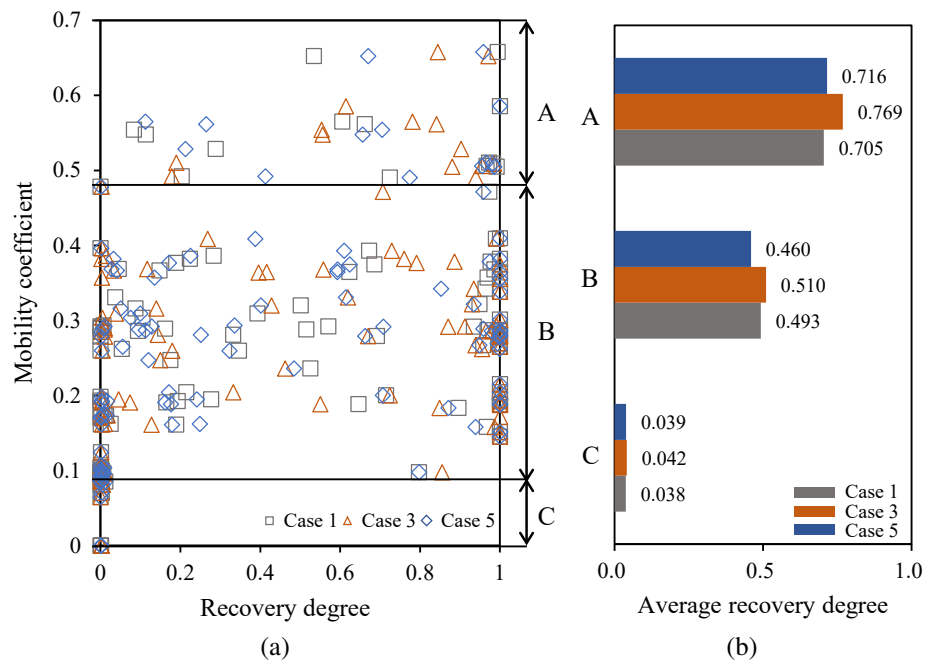 0.7
0.6
0.5
0.4
0.3
0.2
0.1
0
Mobility coefficient
0
0.2
0.4
0.6
0.8
1
Recovery degree
Case 1
Case 3
Case 5
A
B
C
(a)
A
0.716
0.769
0.705
B
0.460
0.510
0.493
C
0.039
0.042
0.038
Case 1
Case 3
Case 5
0.0
0.5
1.0
Average recovery degree
(b)